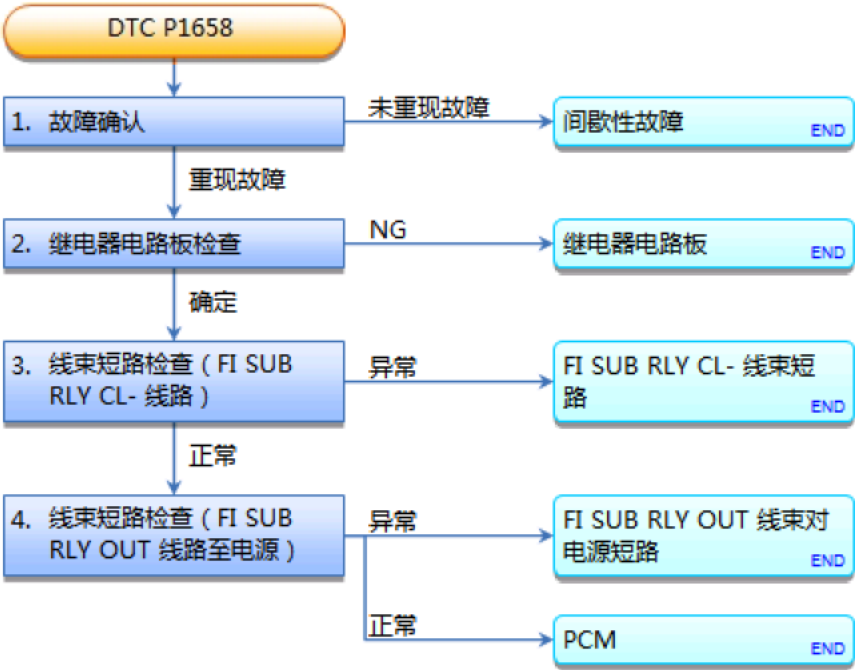 DTC P1658
1. 故障确认
未重现故障
间歇性故障
END
重现故障
2. 继电器电路板检查
NG
继电器电路板
END
确定
3. 线束短路检查（FI SUB
RLY CL- 线路）
异常
FI SUB RLY CL- 线束短
路
END
正常
4. 线束短路检查（FI SUB
RLY OUT 线路至电源）
异常
FI SUB RLY OUT 线束对
电源短路
END
正常
PCM
END